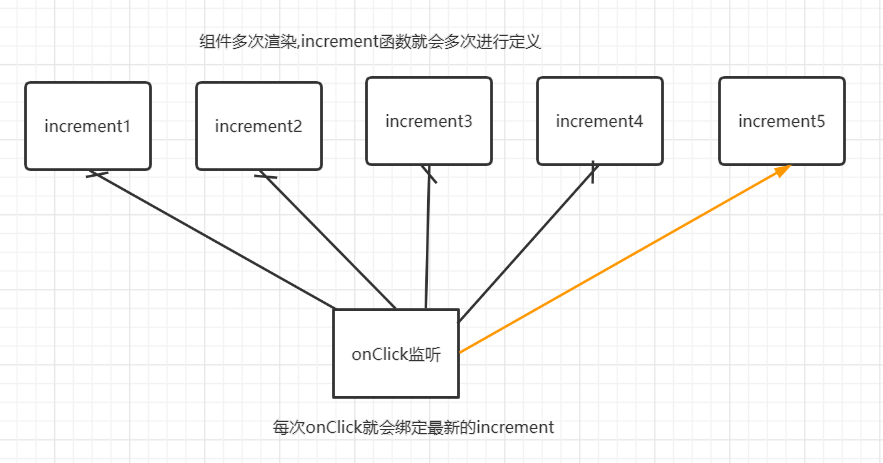 组件多次渲染,increment函数就会多次进行定义
increment1
increment2
increment3
increment4
increment5
onClick监听
每次onClick就会绑定最新的increment